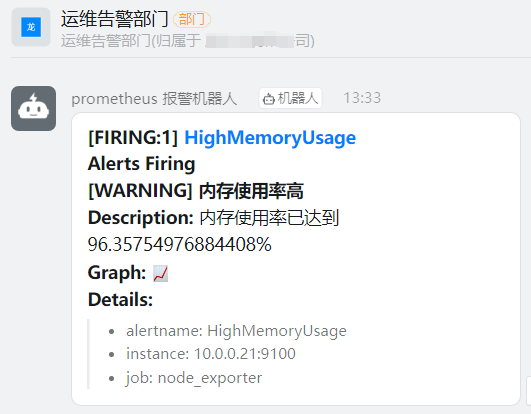 龙
运维告警部门 部门
运维告警部门(归属于 司)
prometheus 报警机器人 机器人 13:33
[FIRING:1] HighMemoryUsage
Alerts Firing
[WARNING] 内存使用率高
Description: 内存使用率已达到
96.35754976884408%
Graph:
Details:
alertname: HighMemoryUsage
instance: 10.0.0.21:9100
job: node_exporter